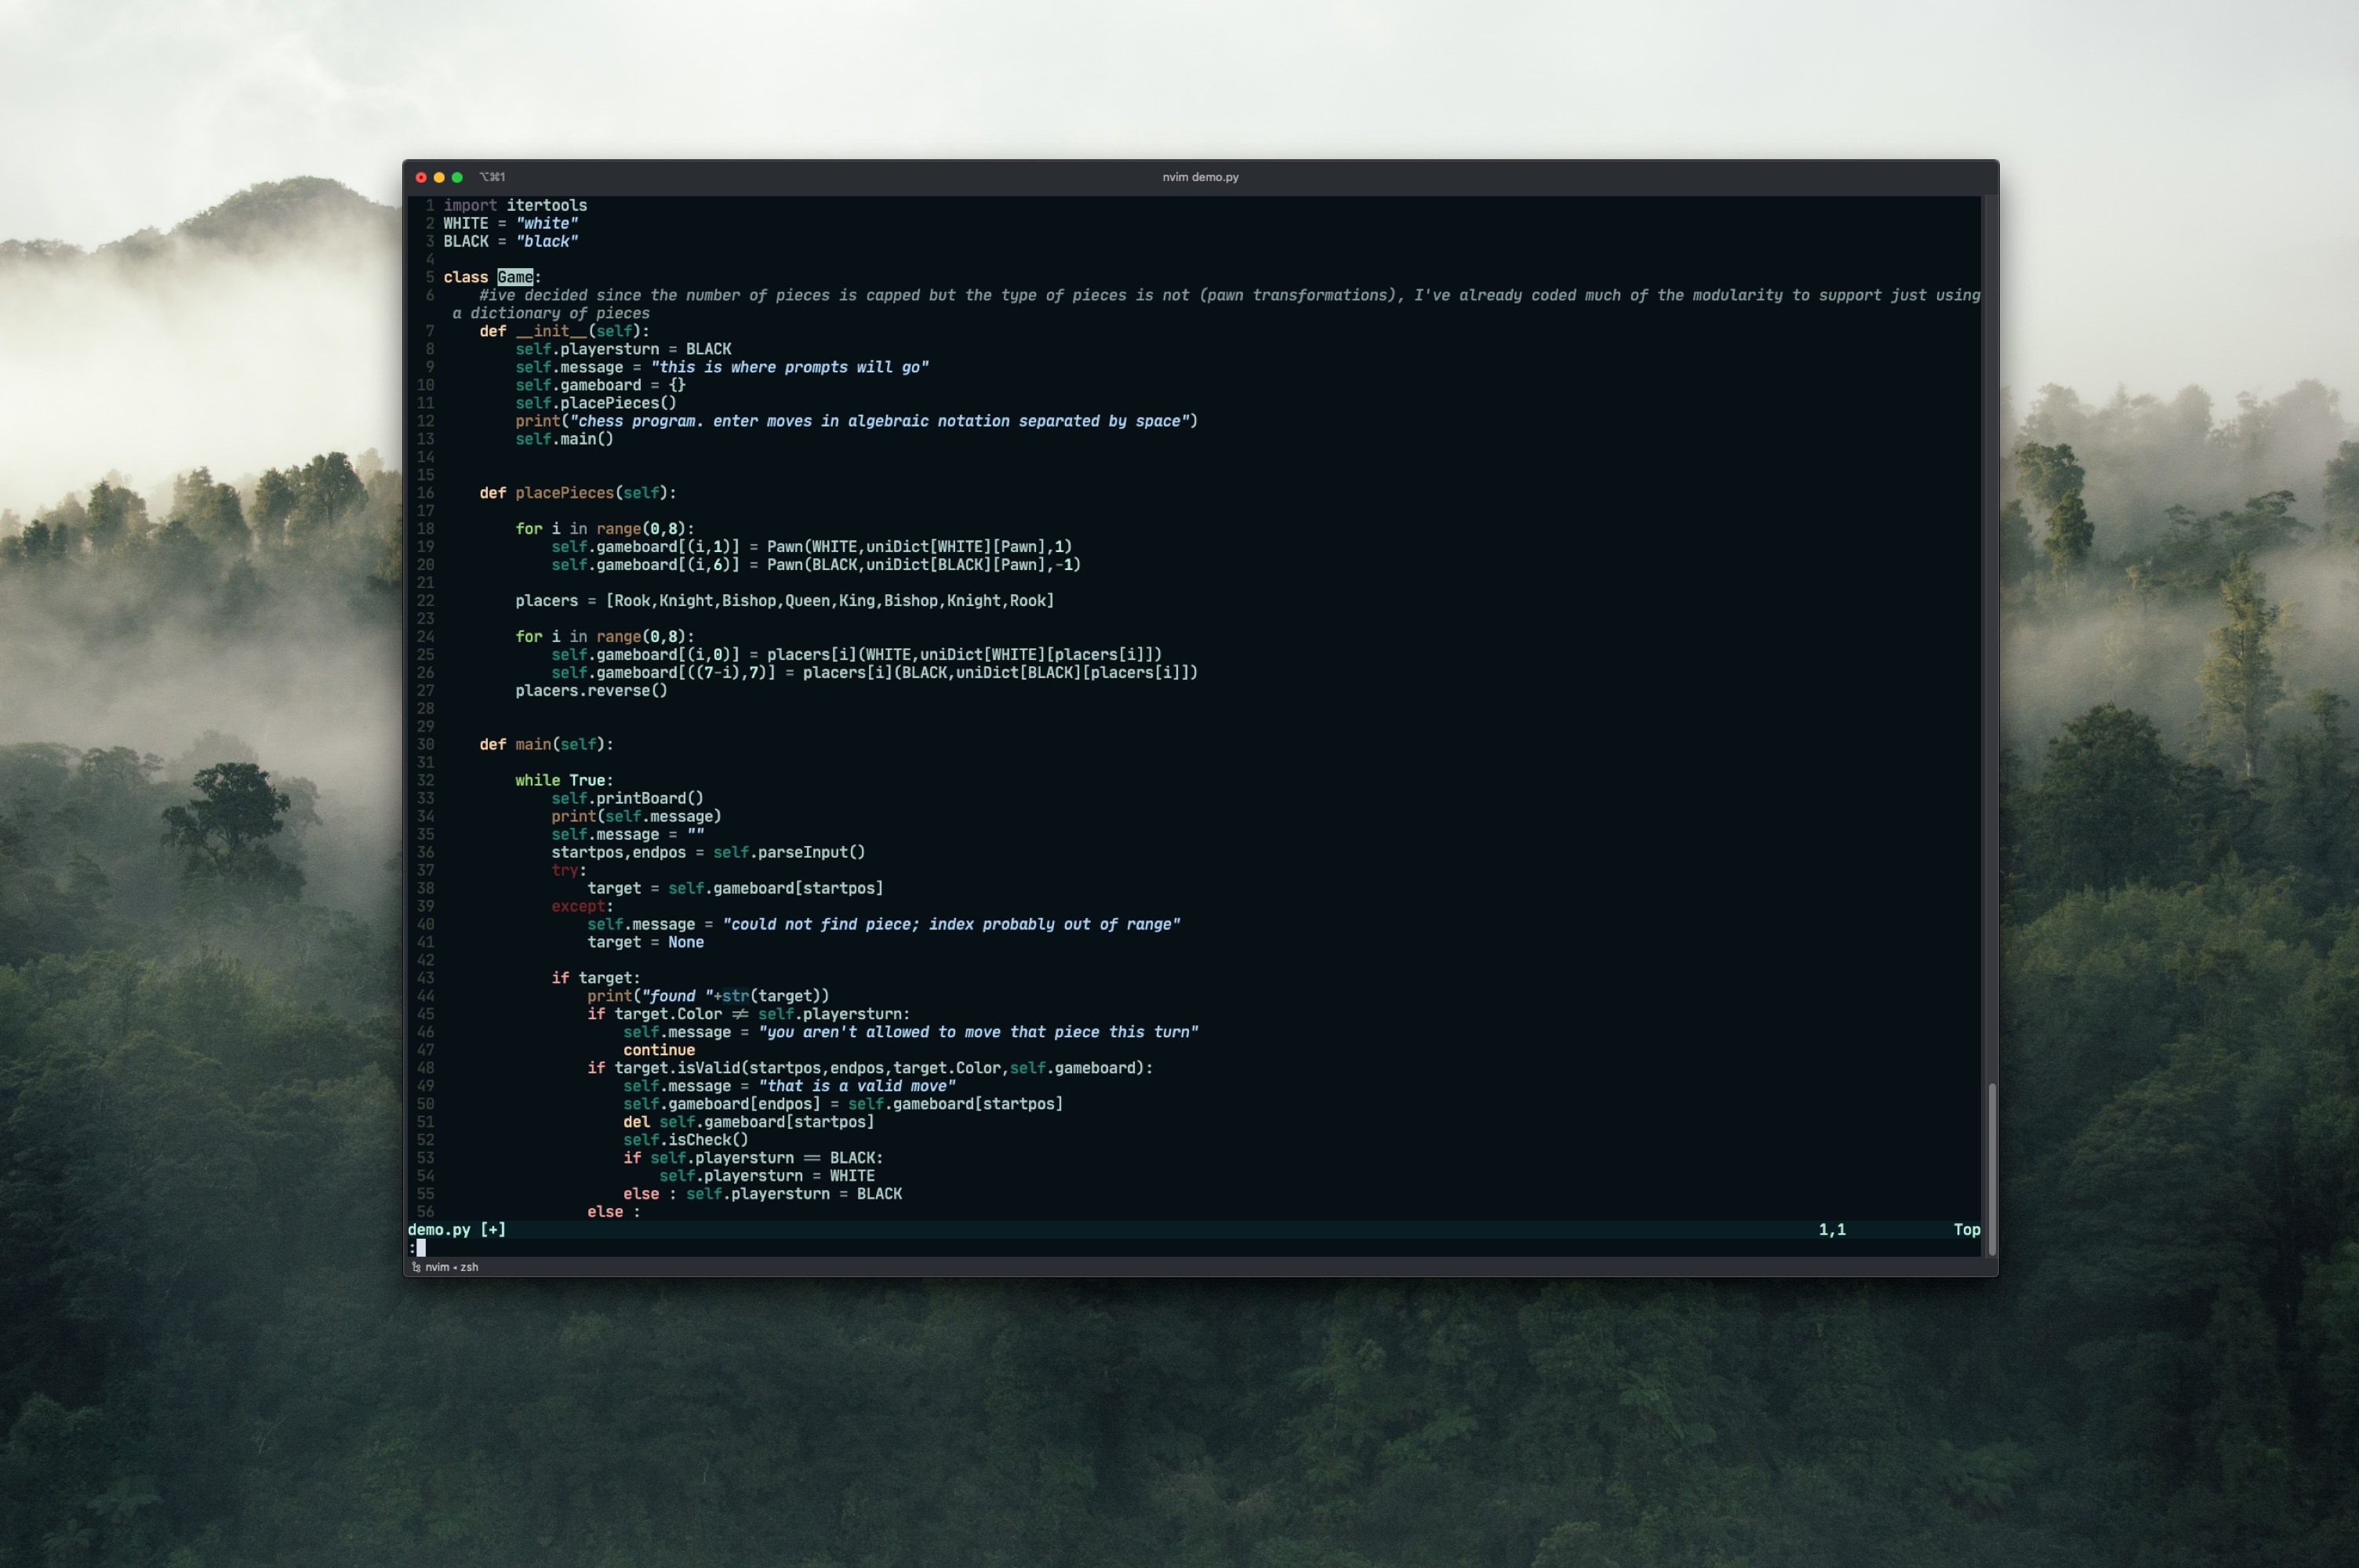 ⌥⌘1 nvim demo.py
1 import itertools
2 WHITE = "white"
3 BLACK = "black"
4
5 class Game:
6     #ive decided since the number of pieces is capped but the type of pieces is not (pawn transformations), I've already coded much of the modularity to support just using
 a dictionary of pieces
7     def __init__(self):
8         self.playersturn = BLACK
9         self.message = "this is where prompts will go"
10         self.gameboard = {}
11         self.placePieces()
12         print("chess program. enter moves in algebraic notation separated by space")
13         self.main()
14
15
16     def placePieces(self):
17
18         for i in range(0,8):
19             self.gameboard[(i,1)] = Pawn(WHITE,uniDict[WHITE][Pawn],1)
20             self.gameboard[(i,6)] = Pawn(BLACK,uniDict[BLACK][Pawn],-1)
21
22         placers = [Rook,Knight,Bishop,Queen,King,Bishop,Knight,Rook]
23
24         for i in range(0,8):
25             self.gameboard[(i,0)] = placers[i](WHITE,uniDict[WHITE][placers[i]])
26             self.gameboard[((7-i),7)] = placers[i](BLACK,uniDict[BLACK][placers[i]])
27         placers.reverse()
28
29
30     def main(self):
31
32         while True:
33             self.printBoard()
34             print(self.message)
35             self.message = ""
36             startpos,endpos = self.parseInput()
37             try:
38                 target = self.gameboard[startpos]
39             except:
40                 self.message = "could not find piece; index probably out of range"
41                 target = None
42
43             if target:
44                 print("found "+str(target))
45                 if target.Color != self.playersturn:
46                     self.message = "you aren't allowed to move that piece this turn"
47                     continue
48                 if target.isValid(startpos,endpos,target.Color,self.gameboard):
49                     self.message = "that is a valid move"
50                     self.gameboard[endpos] = self.gameboard[startpos]
51                     del self.gameboard[startpos]
52                     self.isCheck()
53                     if self.playersturn == BLACK:
54                         self.playersturn = WHITE
55                     else : self.playersturn = BLACK
56                 else :
demo.py [+] 1,1 Top
:
nvim ◂ zsh